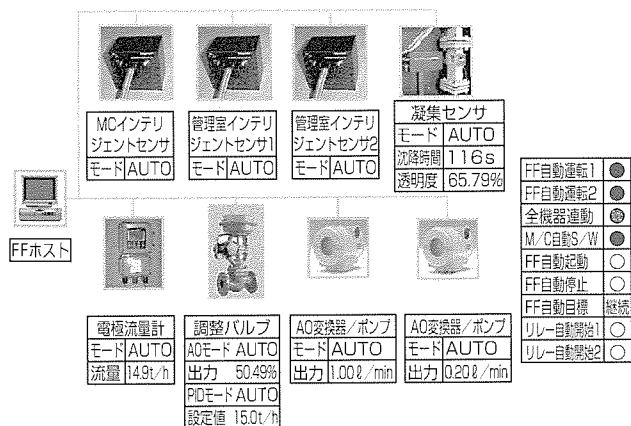 MCインテリ
ジェントセンサ
モード AUTO
管理室インテリ
ジェントセンサ1
モード AUTO
管理室インテリ
ジェントセンサ2
モード AUTO
凝集センサ
モード AUTO
沈降時間 116s
透明度 65.79%
FFホスト
電極流量計
モード AUTO
流量 14.9t/h
調整バルブ
AOモード AUTO
出力 50.49%
PIDモード AUTO
設定値 15.0t/h
AO変換器/ポンプ
モード AUTO
出力 1.00ℓ/min
AO変換器/ポンプ
モード AUTO
出力 0.20ℓ/min
FF自動運転1
FF自動運転2
全機器連動
M/C自動S/W
FF自動起動
FF自動停止
FF自動目標 継続
リレー自動開始1
リレー自動開始2